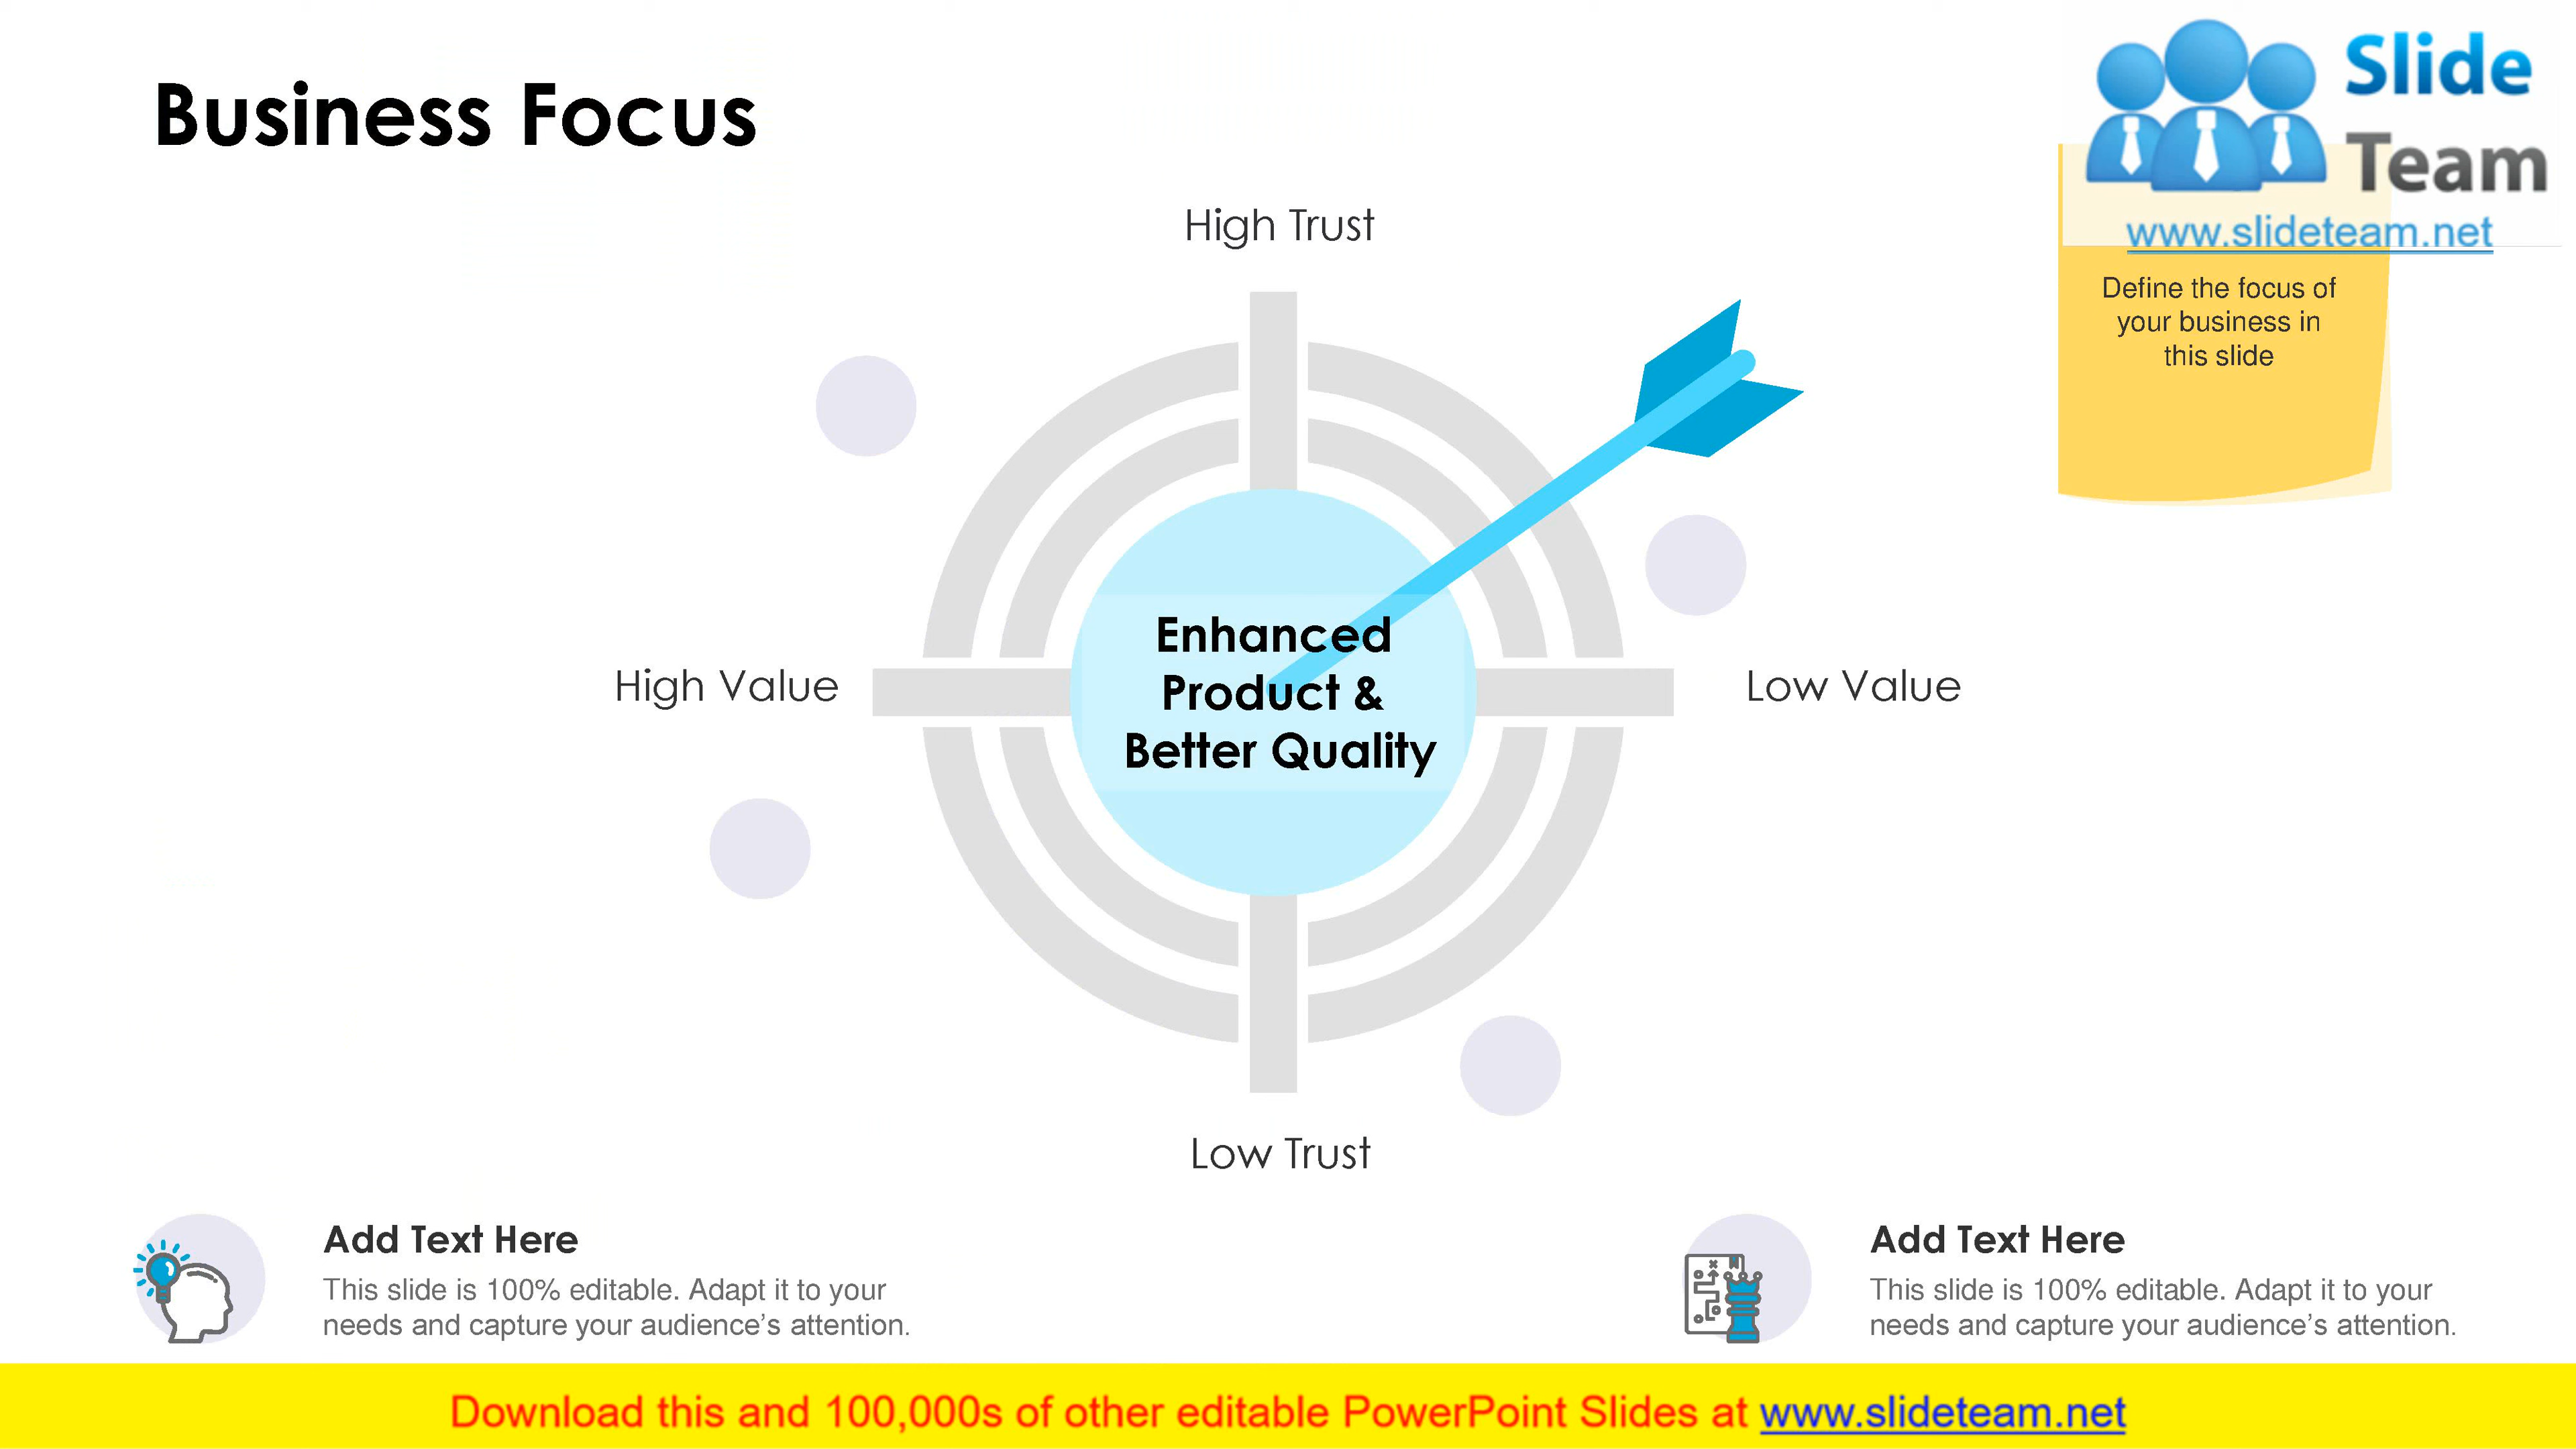 Business Focus
Slide
Team
www.slideteam.net
Define the focus of
your business in
this slide
High Trust
High Value
Enhanced
Product &
Better Quality
Low Value
Low Trust
Add Text Here
This slide is 100% editable. Adapt it to your
needs and capture your audience’s attention.
Add Text Here
This slide is 100% editable. Adapt it to your
needs and capture your audience’s attention.
Download this and 100,000s of other editable PowerPoint Slides at www.slideteam.net